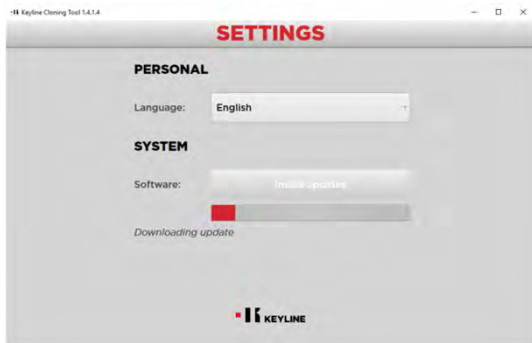 Keyline Cloning Tool 1.4.1.4
SETTINGS
PERSONAL
Language: English
SYSTEM
Software: Install updates
Downloading update
KEYLINE